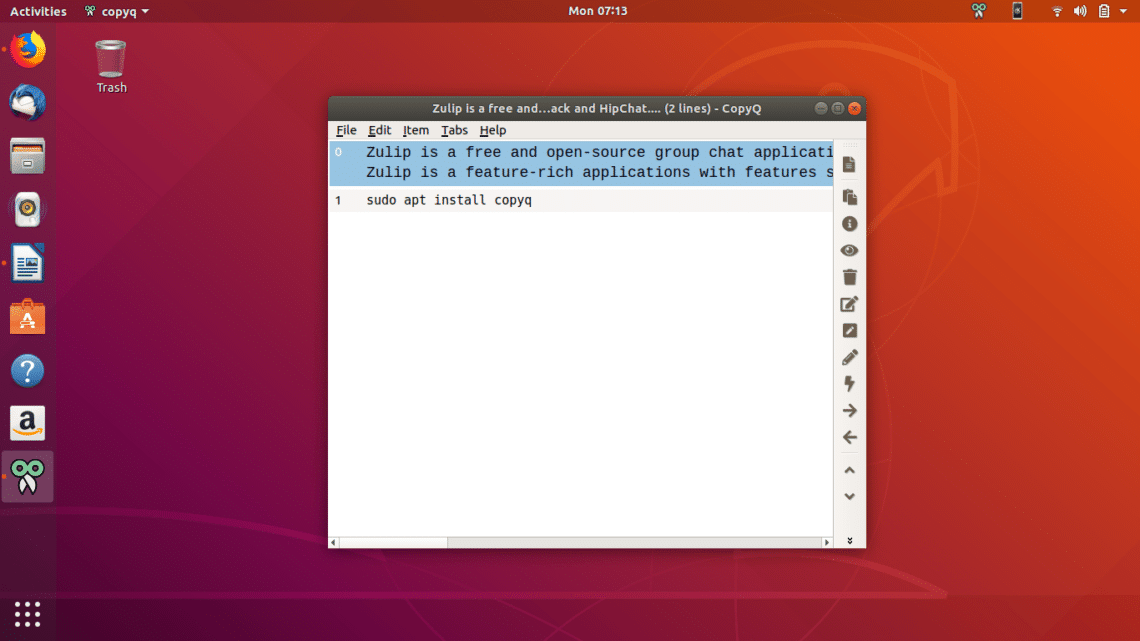 Activities copyq Mon 07:13
Trash
Zulip is a free and...ack and HipChat.... (2 lines) - CopyQ
File Edit Item Tabs Help
0 Zulip is a free and open-source group chat applicati
Zulip is a feature-rich applications with features s
1 sudo apt install copyq